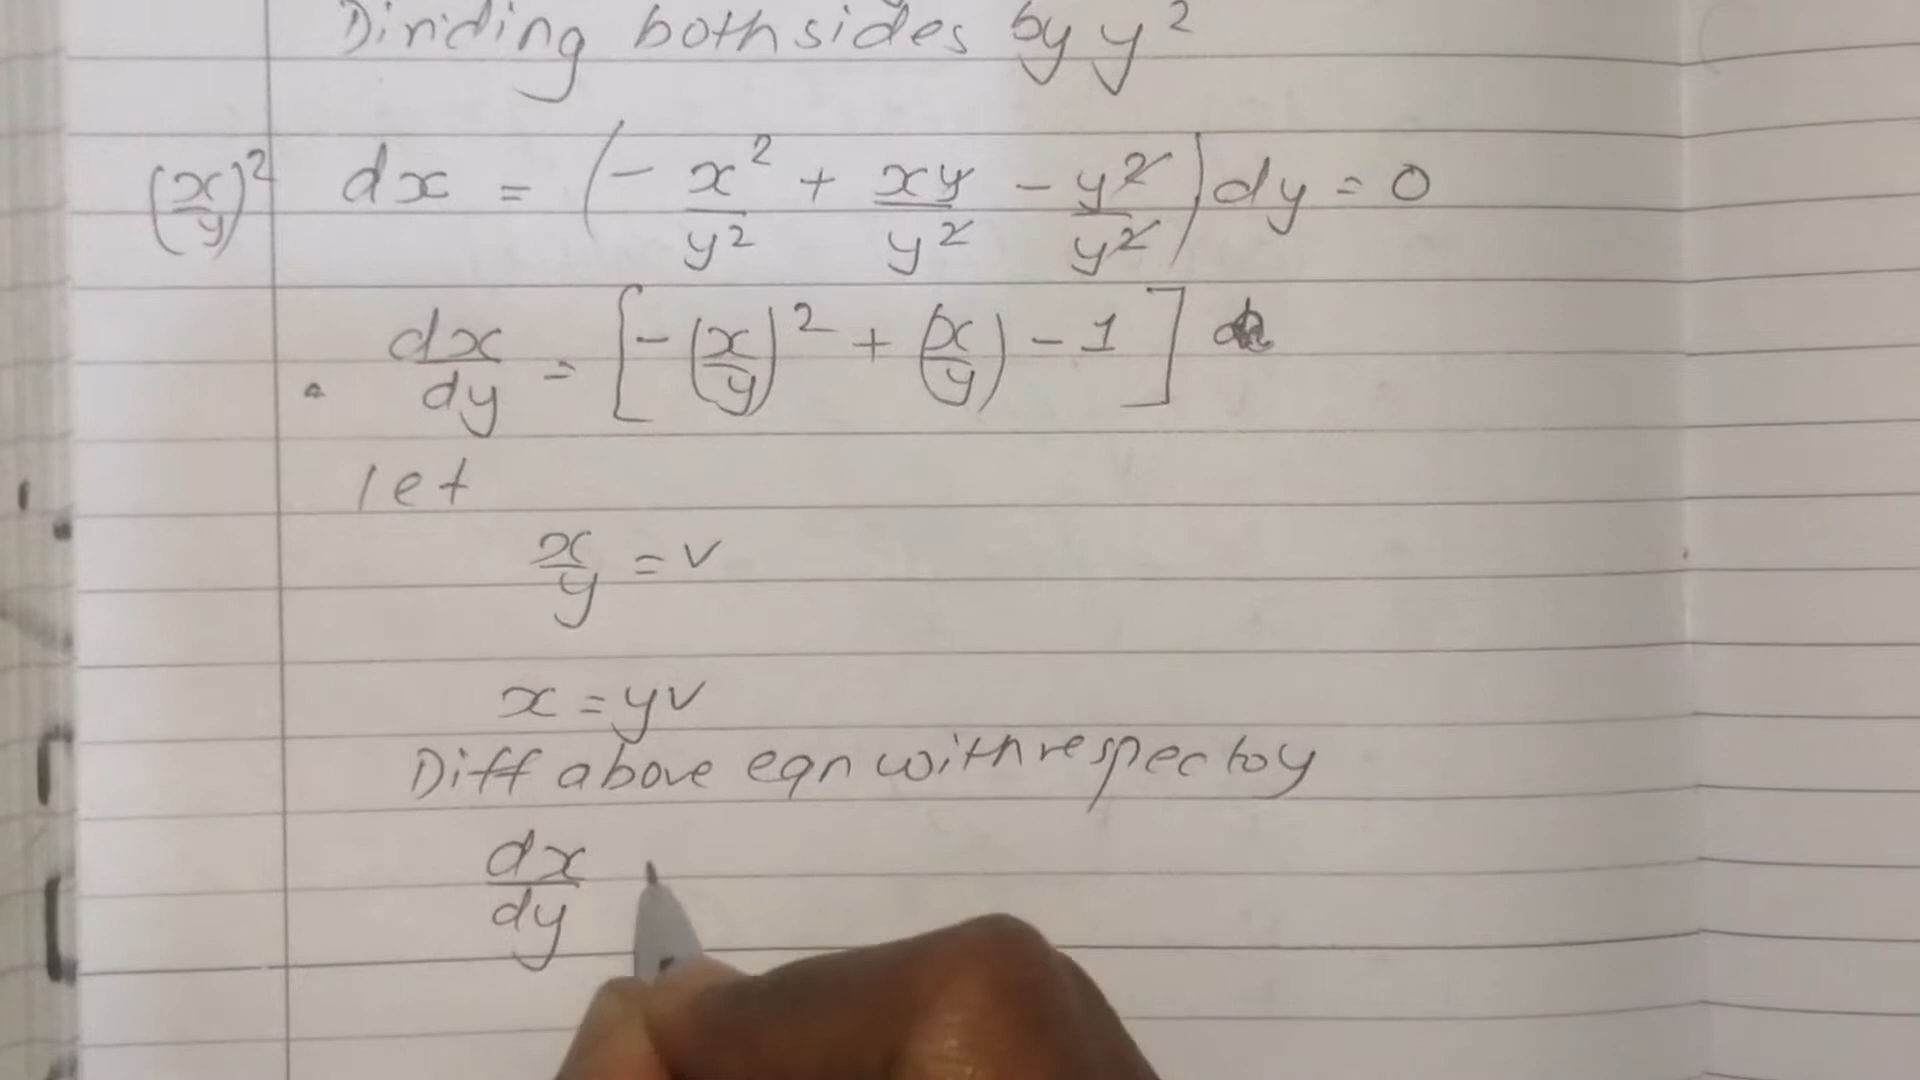 Dividing both sides by y²
(x/y)² dx = (- x²/y² + xy/y² - y²/y²) dy = 0
dx/dy = [-(x/y)² + (x/y) - 1]
let
x/y = v
x = yv
Diff above eqn with respec to y
dx/dy